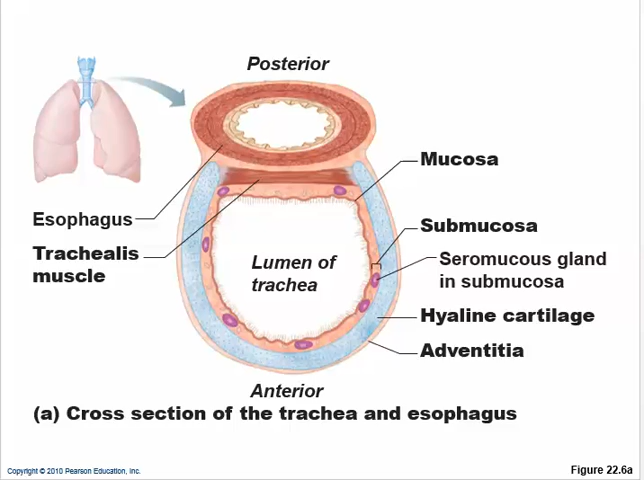 Posterior
Mucosa
Esophagus
Trachealis
muscle
Submucosa
Lumen of
trachea
Seromucous gland
in submucosa
Hyaline cartilage
Adventitia
Anterior
(a) Cross section of the trachea and esophagus
Copyright © 2010 Pearson Education, Inc.
Figure 22.6a